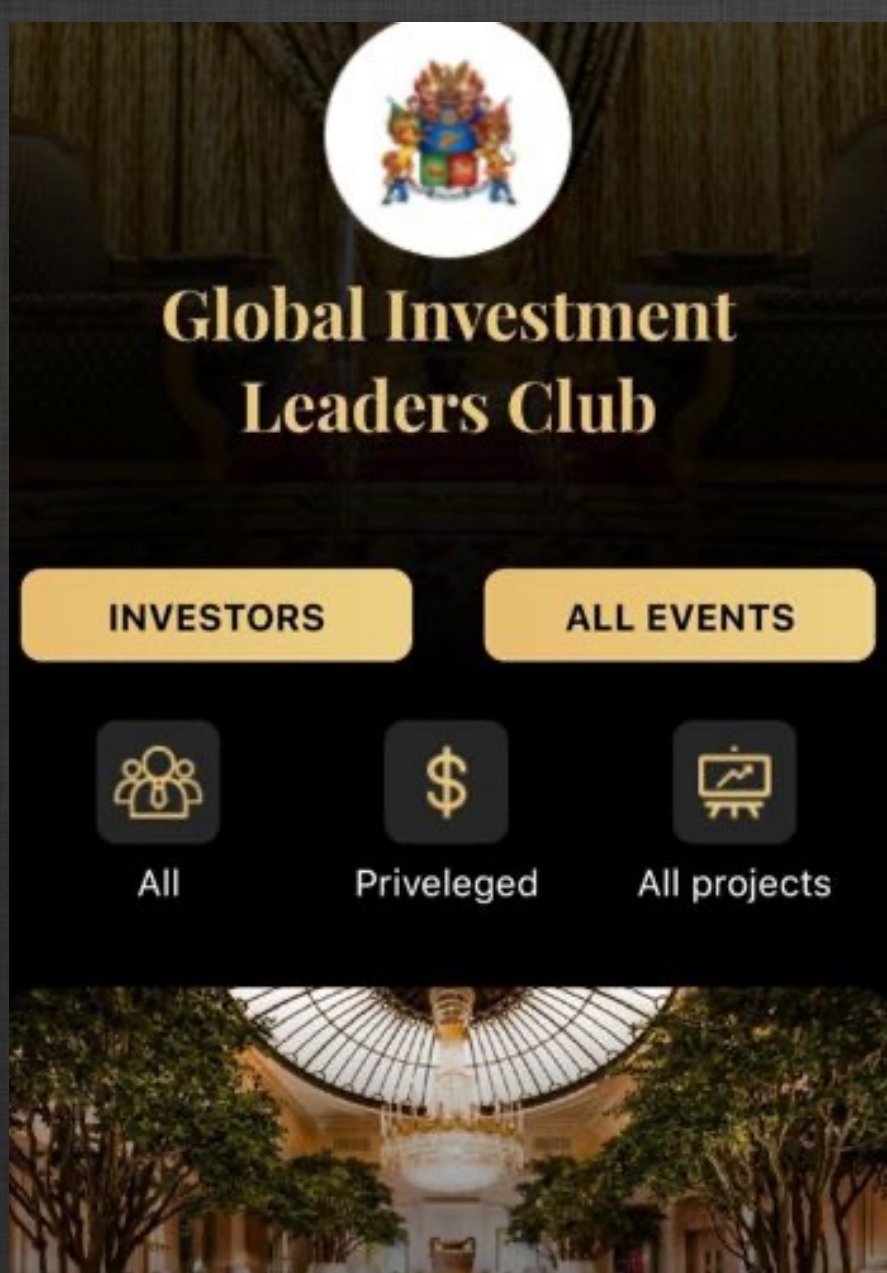 Global Investment
Leaders Club
INVESTORS
ALL EVENTS
All
Priveleged
All projects